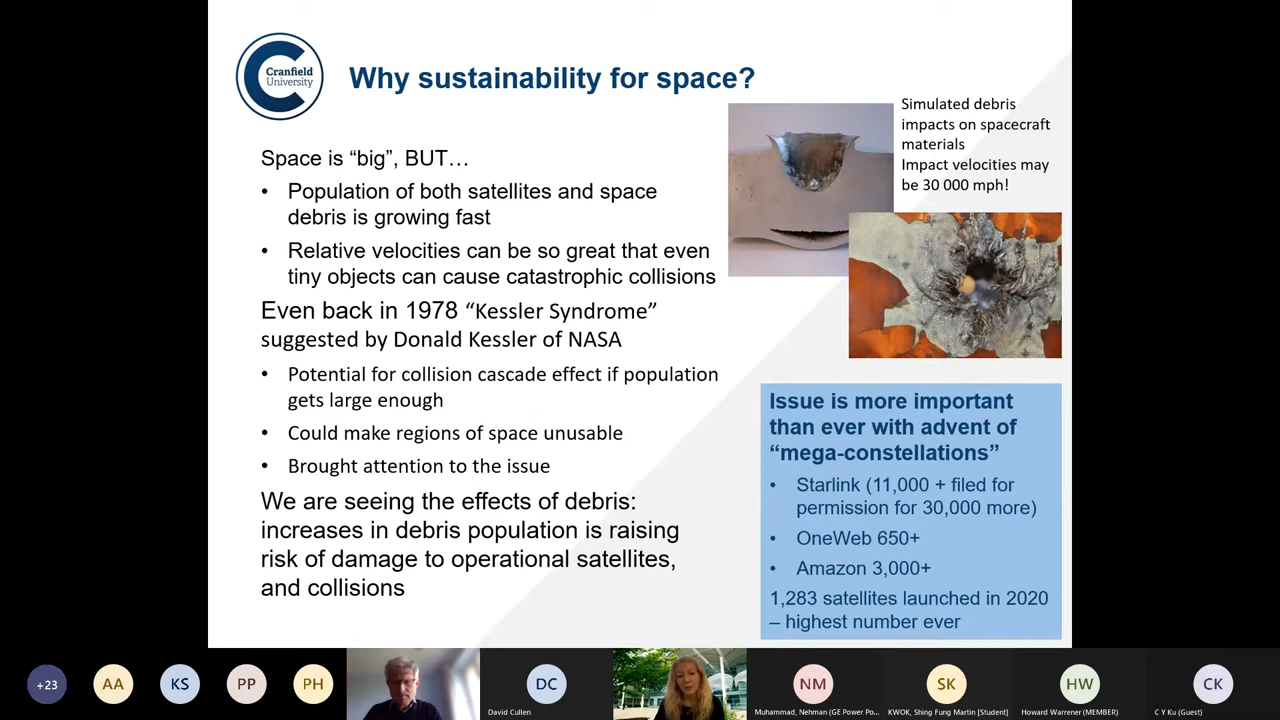 Cranfield
University
Why sustainability for space?
Space is “big”, BUT…
• Population of both satellites and space
debris is growing fast
• Relative velocities can be so great that even
tiny objects can cause catastrophic collisions
Even back in 1978 “Kessler Syndrome”
suggested by Donald Kessler of NASA
• Potential for collision cascade effect if population
gets large enough
• Could make regions of space unusable
• Brought attention to the issue
We are seeing the effects of debris:
increases in debris population is raising
risk of damage to operational satellites,
and collisions
Simulated debris
impacts on spacecraft
materials
Impact velocities may
be 30 000 mph!
Issue is more important
than ever with advent of
“mega-constellations”
• Starlink (11,000 + filed for
permission for 30,000 more)
• OneWeb 650+
• Amazon 3,000+
1,283 satellites launched in 2020
– highest number ever
+23
AA
KS
PP
PH
DC
David Cullen
NM
Muhammad, Nehman (GE Power Po...
SK
KWOK, Shing Fung Martin [Student]
HW
Howard Warrener (MEMBER)
CK
C Y Ku (Guest)